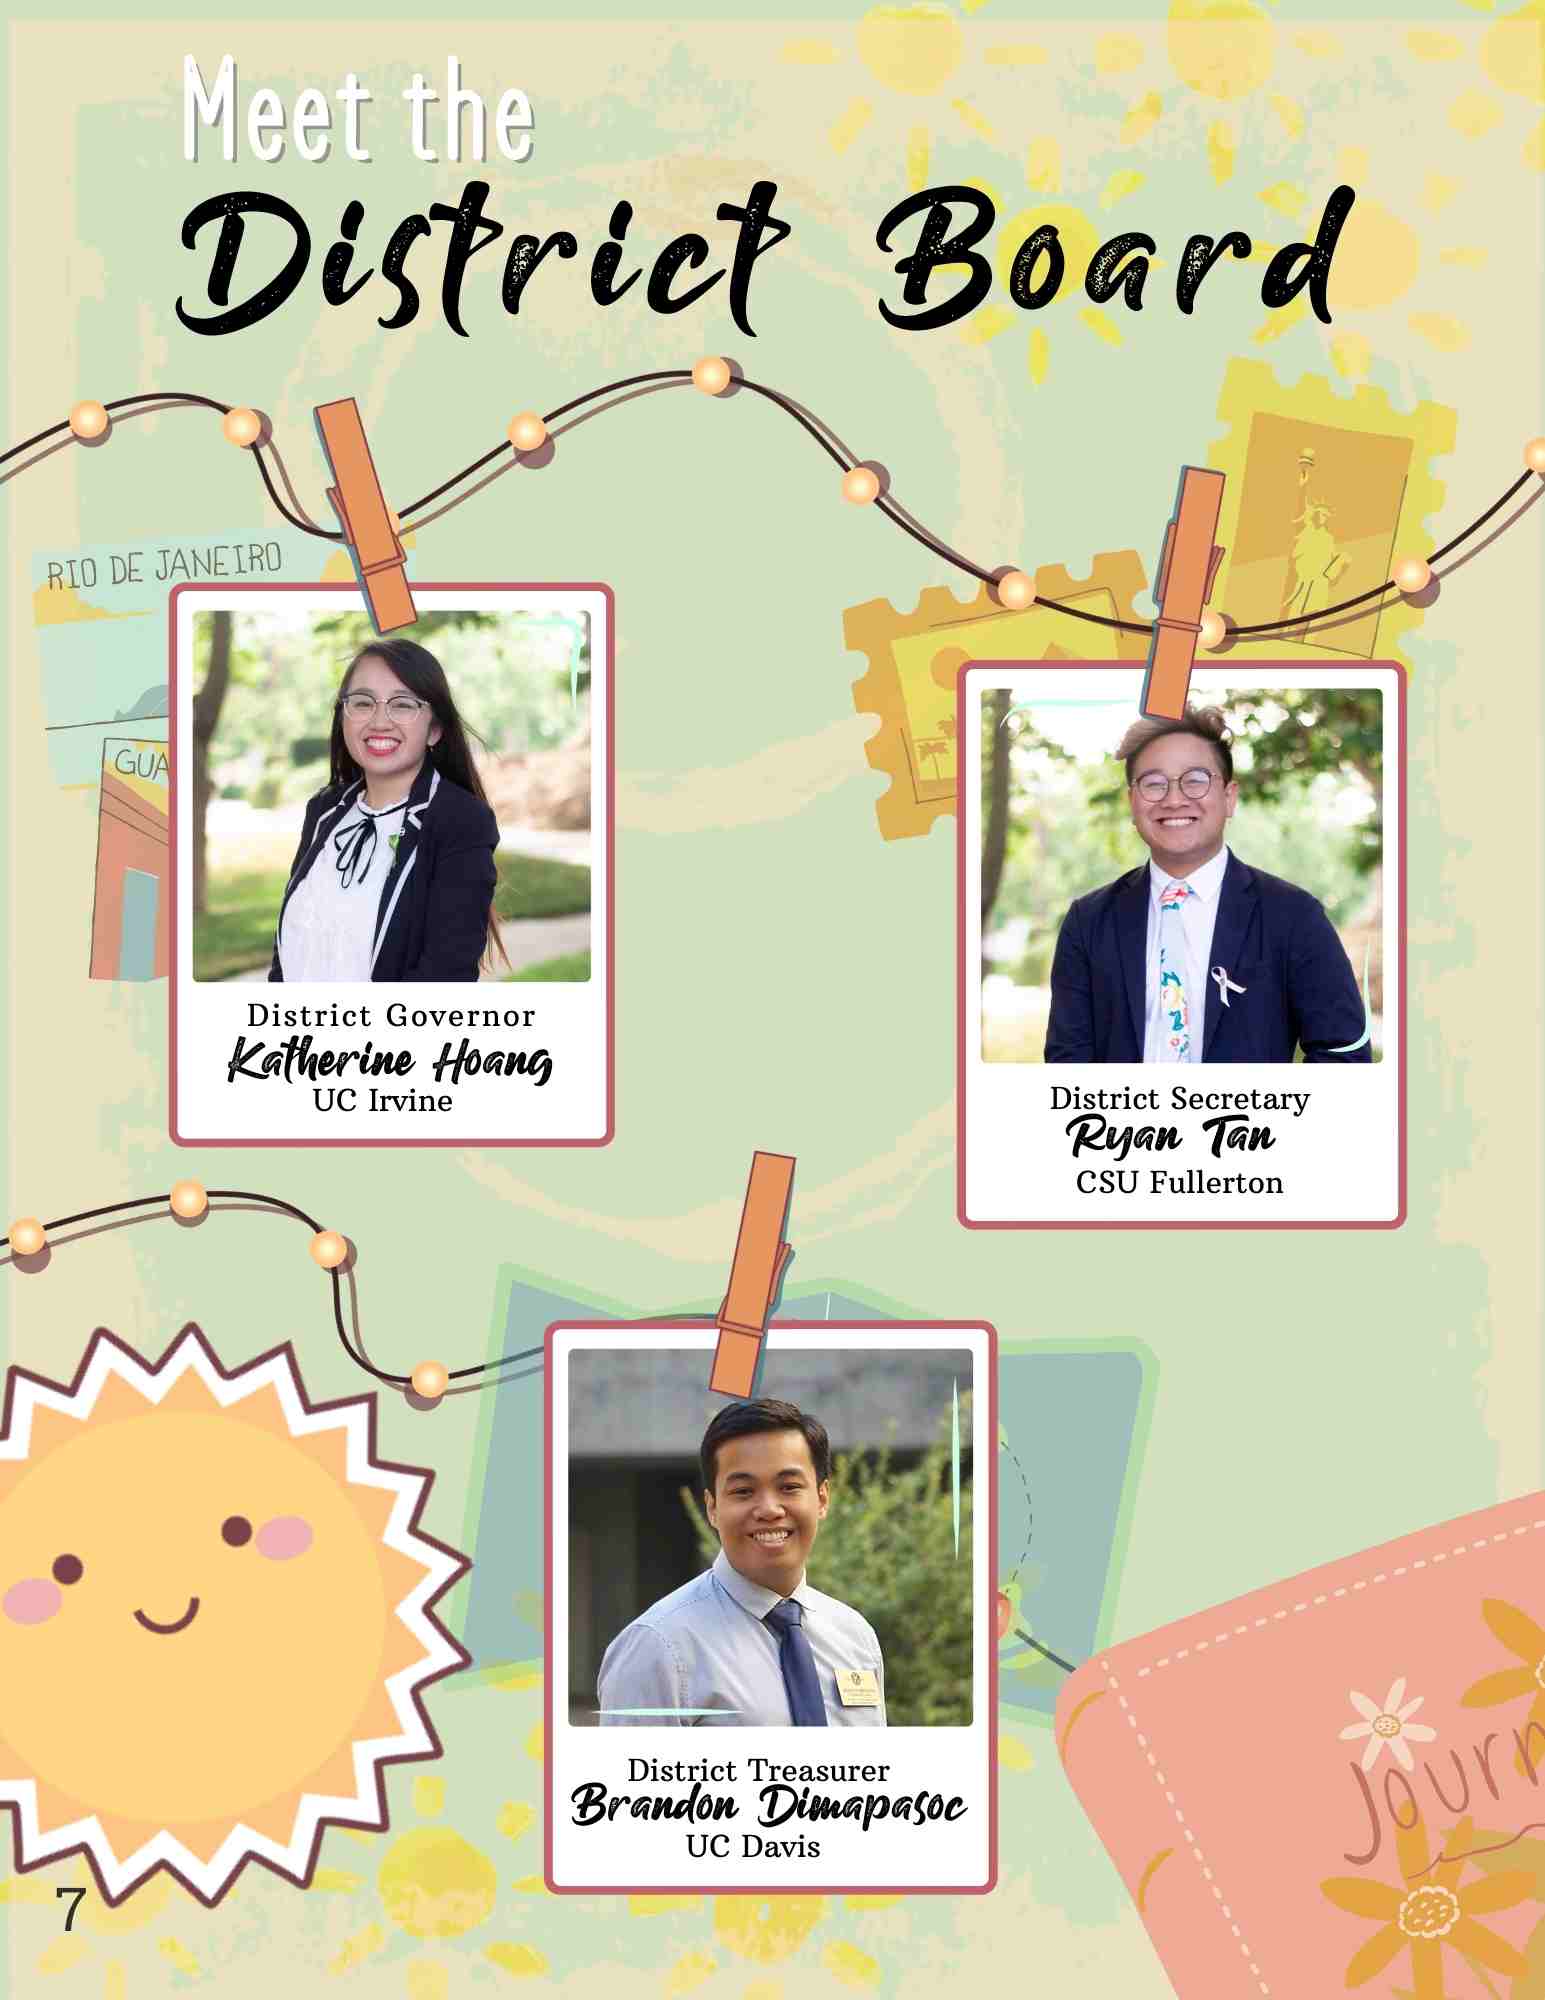 Meet the
District Board
RIO DE JANEIRO
GUA
District Governor
Katherine Hoang
UC Irvine
District Secretary
Ryan Tan
CSU Fullerton
District Treasurer
Brandon Dimapasoc
UC Davis
Journ
7